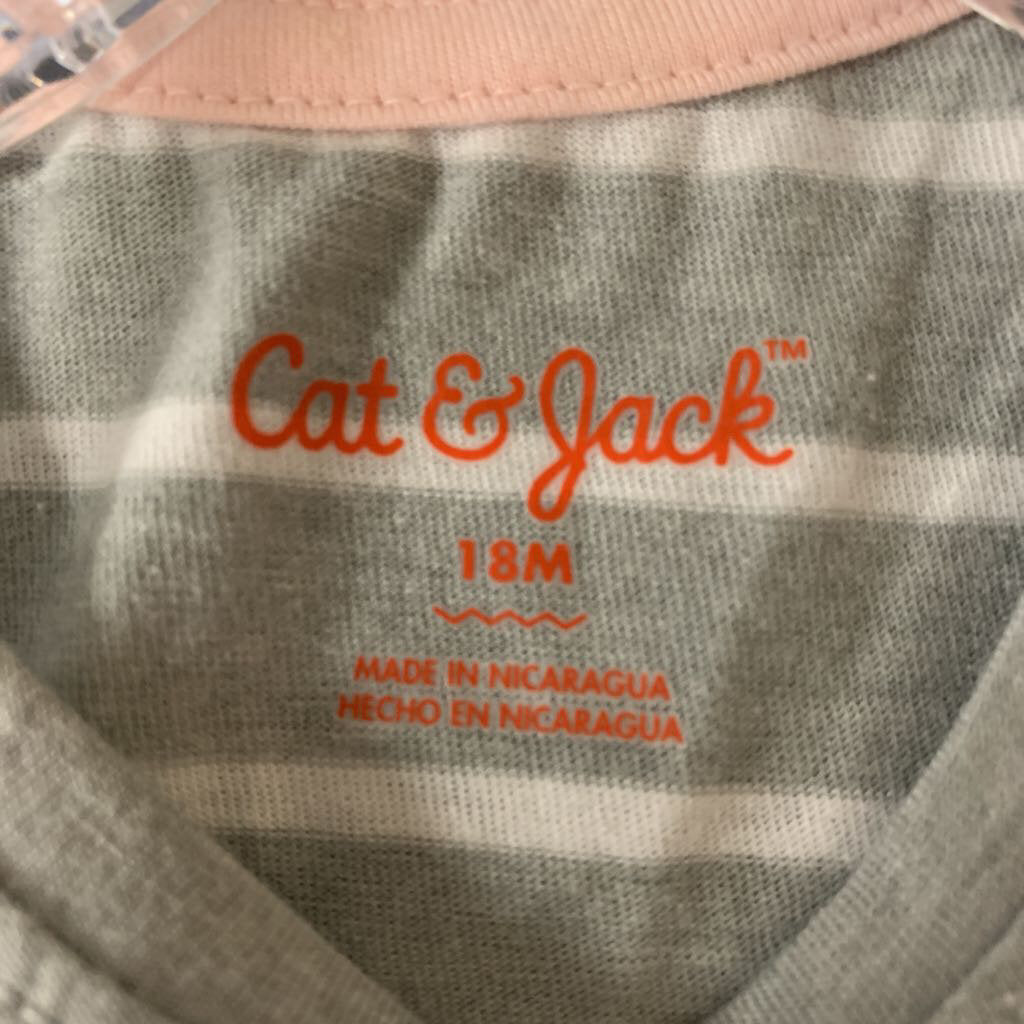 Cat & Jack™
18M
MADE IN NICARAGUA
HECHO EN NICARAGUA